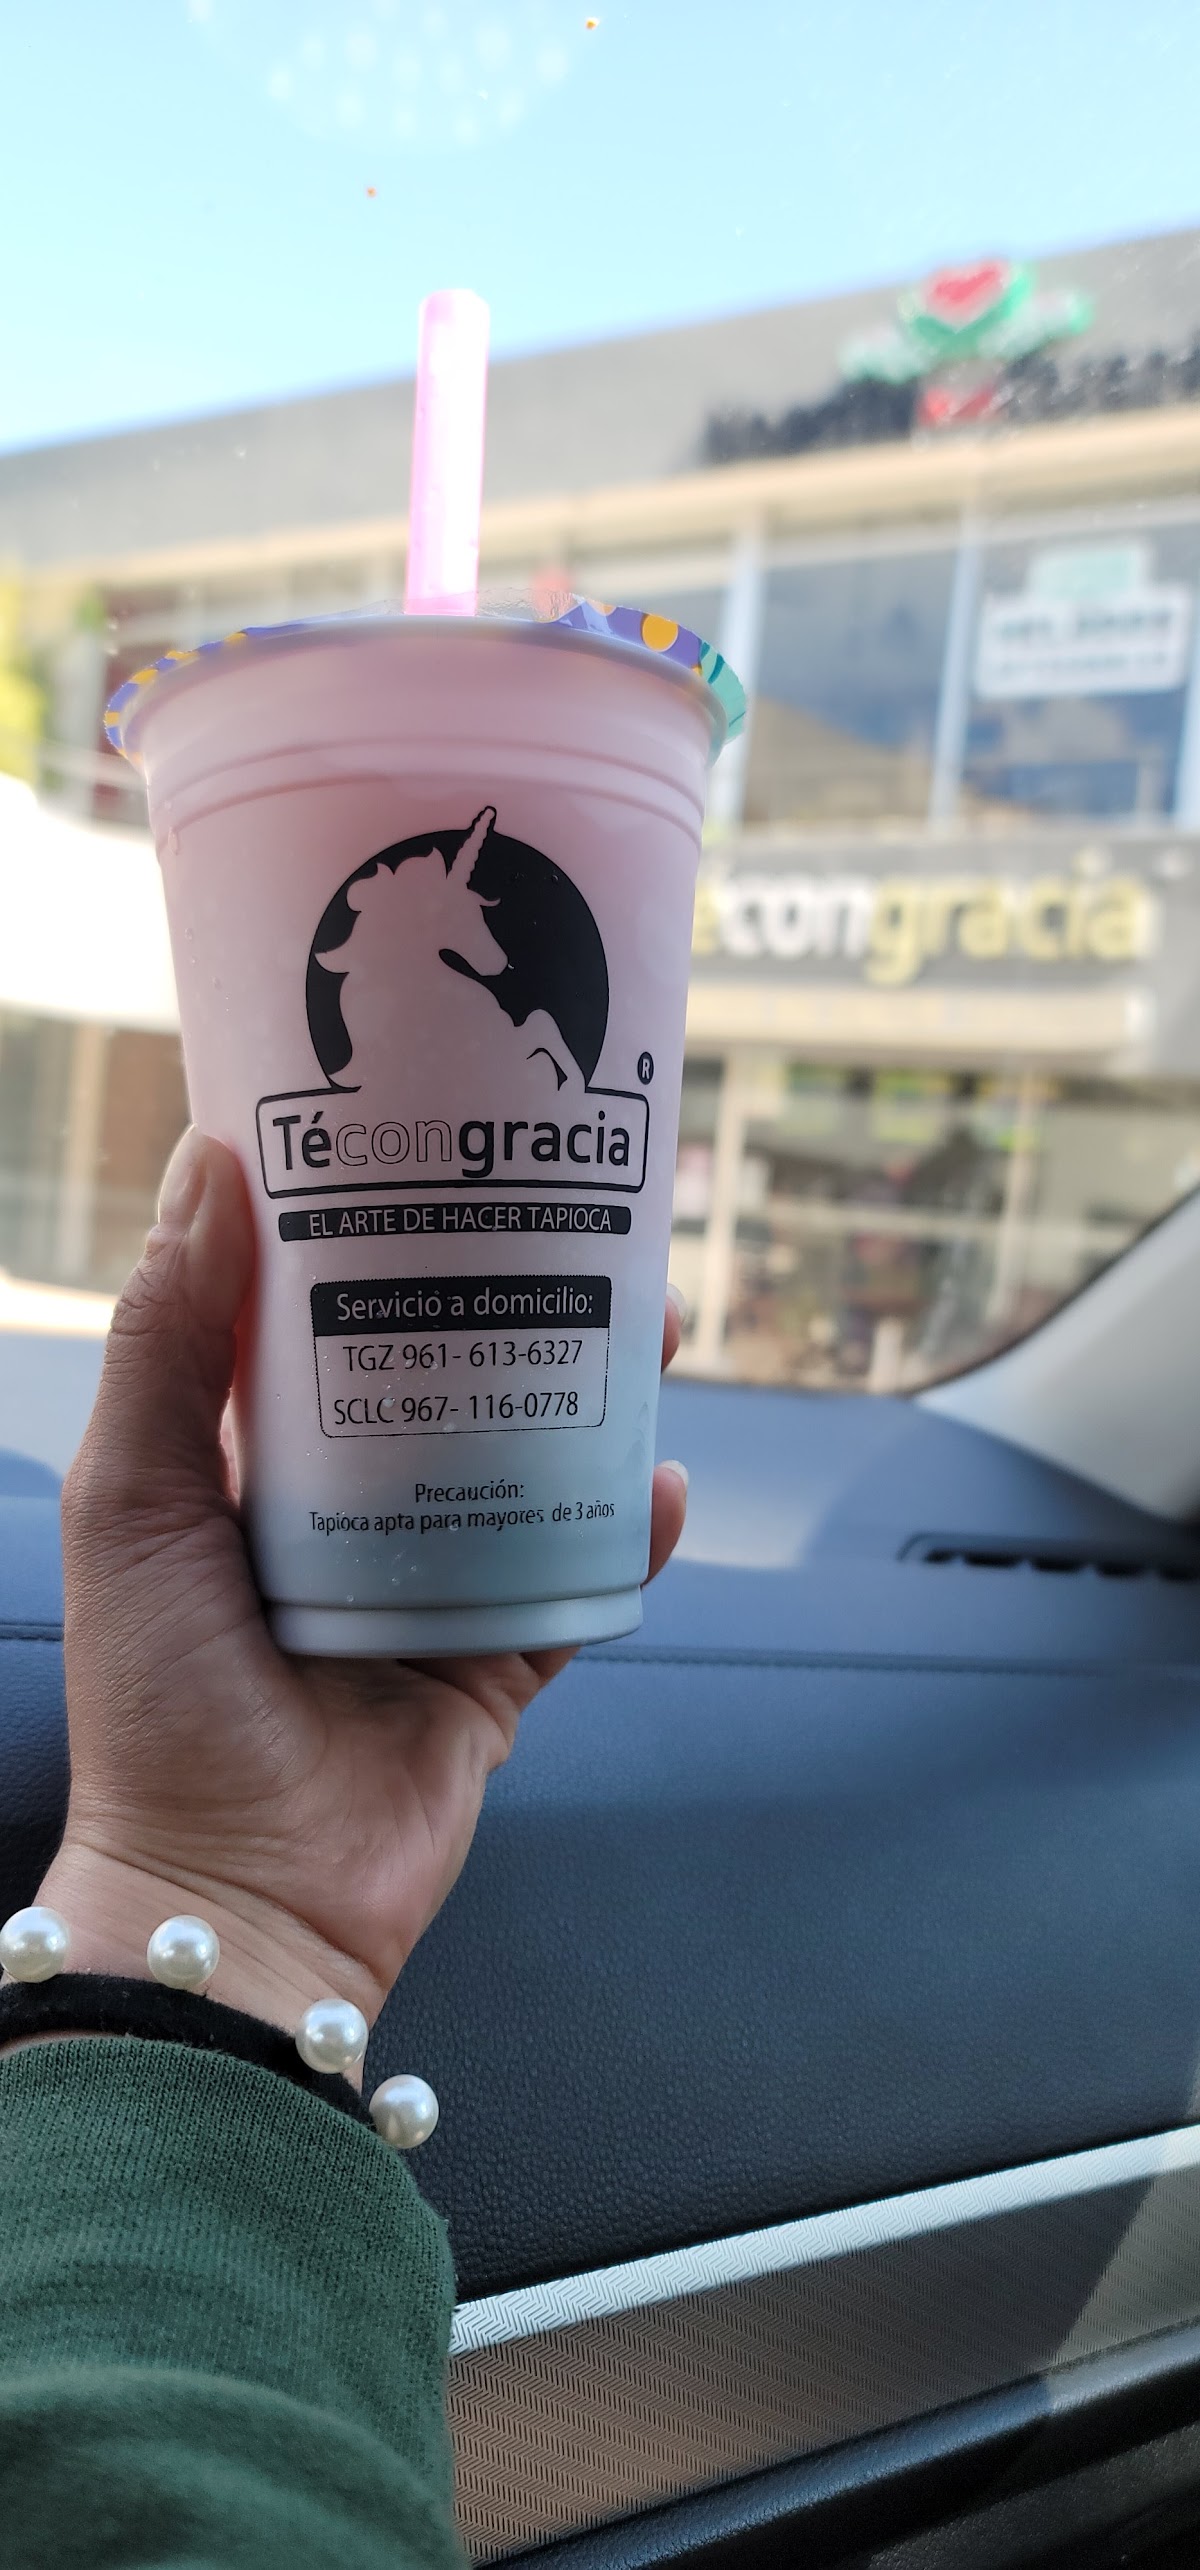 écongracia
®
Técongracia
EL ARTE DE HACER TAPIOCA
Servicio a domicilio:
TGZ 961- 613-6327
SCLC 967- 116-0778
Precaución:
Tapioca apta para mayores de 3 años